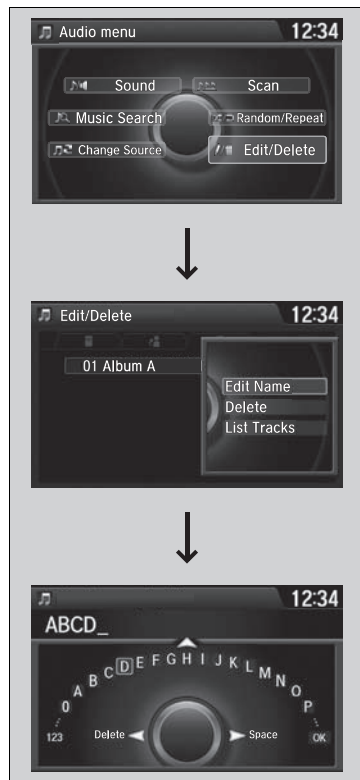 Audio menu 12:34
Sound Scan
Music Search Random/Repeat
Change Source Edit/Delete
Edit/Delete 12:34
01 Album A
Edit Name
Delete
List Tracks
12:34
ABCD_
0 A B C D E F G H I J K L M N O P
123 Delete Space OK